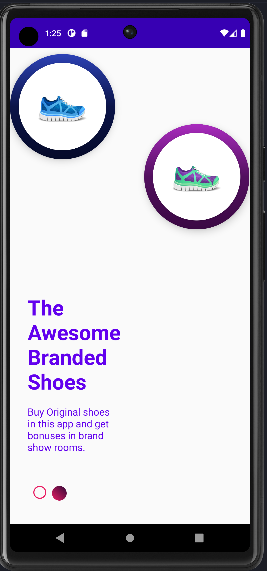 1:25
The
Awesome
Branded
Shoes
Buy Original shoes
in this app and get
bonuses in brand
show rooms.